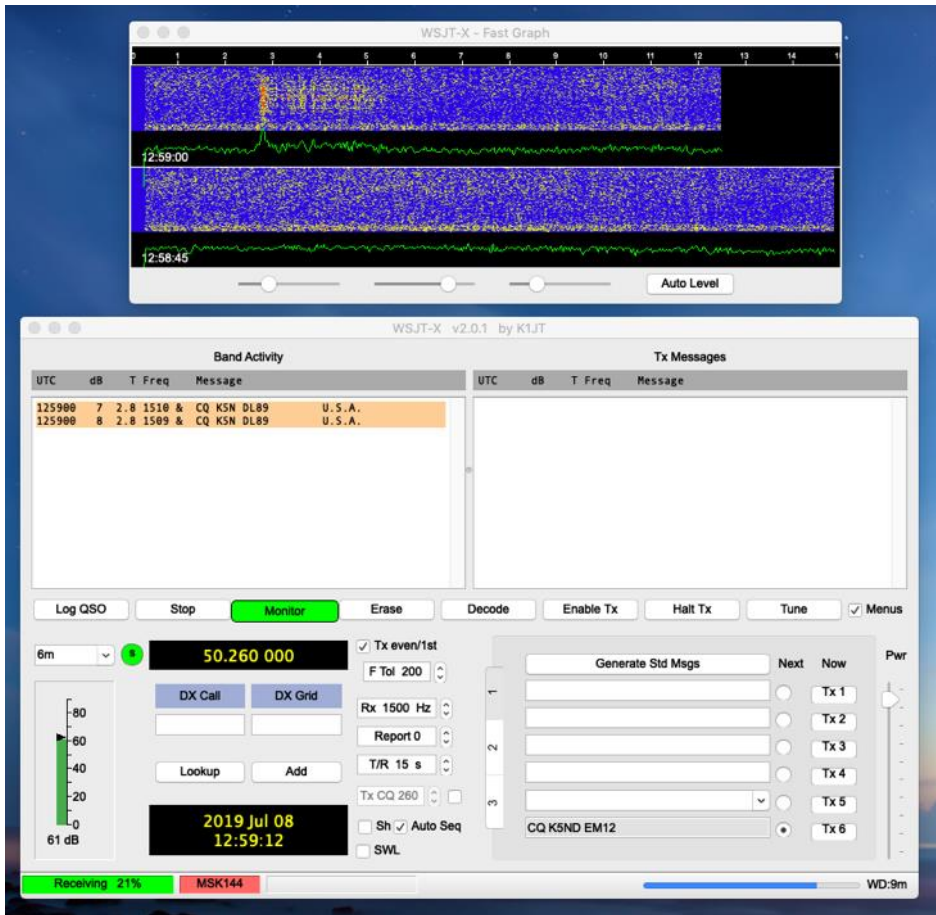 WSJT-X - Fast Graph
0 1 2 3 4 5 6 7 8 9 10 11 12 13 14 1
12:59:00
12:58:45
Auto Level
WSJT-X v2.0.1 by K1JT
Band Activity
UTC dB T Freq Message
125900 7 2.8 1510 & CQ K5N DL89 U.S.A.
125900 8 2.8 1509 & CQ K5N DL89 U.S.A.
Tx Messages
UTC dB T Freq Message
Log QSO Stop Monitor Erase Decode Enable Tx Halt Tx Tune Menus
6m S 50.260 000
Tx even/1st
F Tol 200
DX Call DX Grid
Rx 1500 Hz
Report 0
Lookup Add
T/R 15 s
Tx CQ 260
2019 Jul 08
12:59:12
Sh Auto Seq
SWL
-80
-60
-40
-20
-0
61 dB
1
2
3
Generate Std Msgs Next Now
Tx 1
Tx 2
Tx 3
Tx 4
Tx 5
CQ K5ND EM12 Tx 6
Pwr
Receiving 21% MSK144 WD:9m